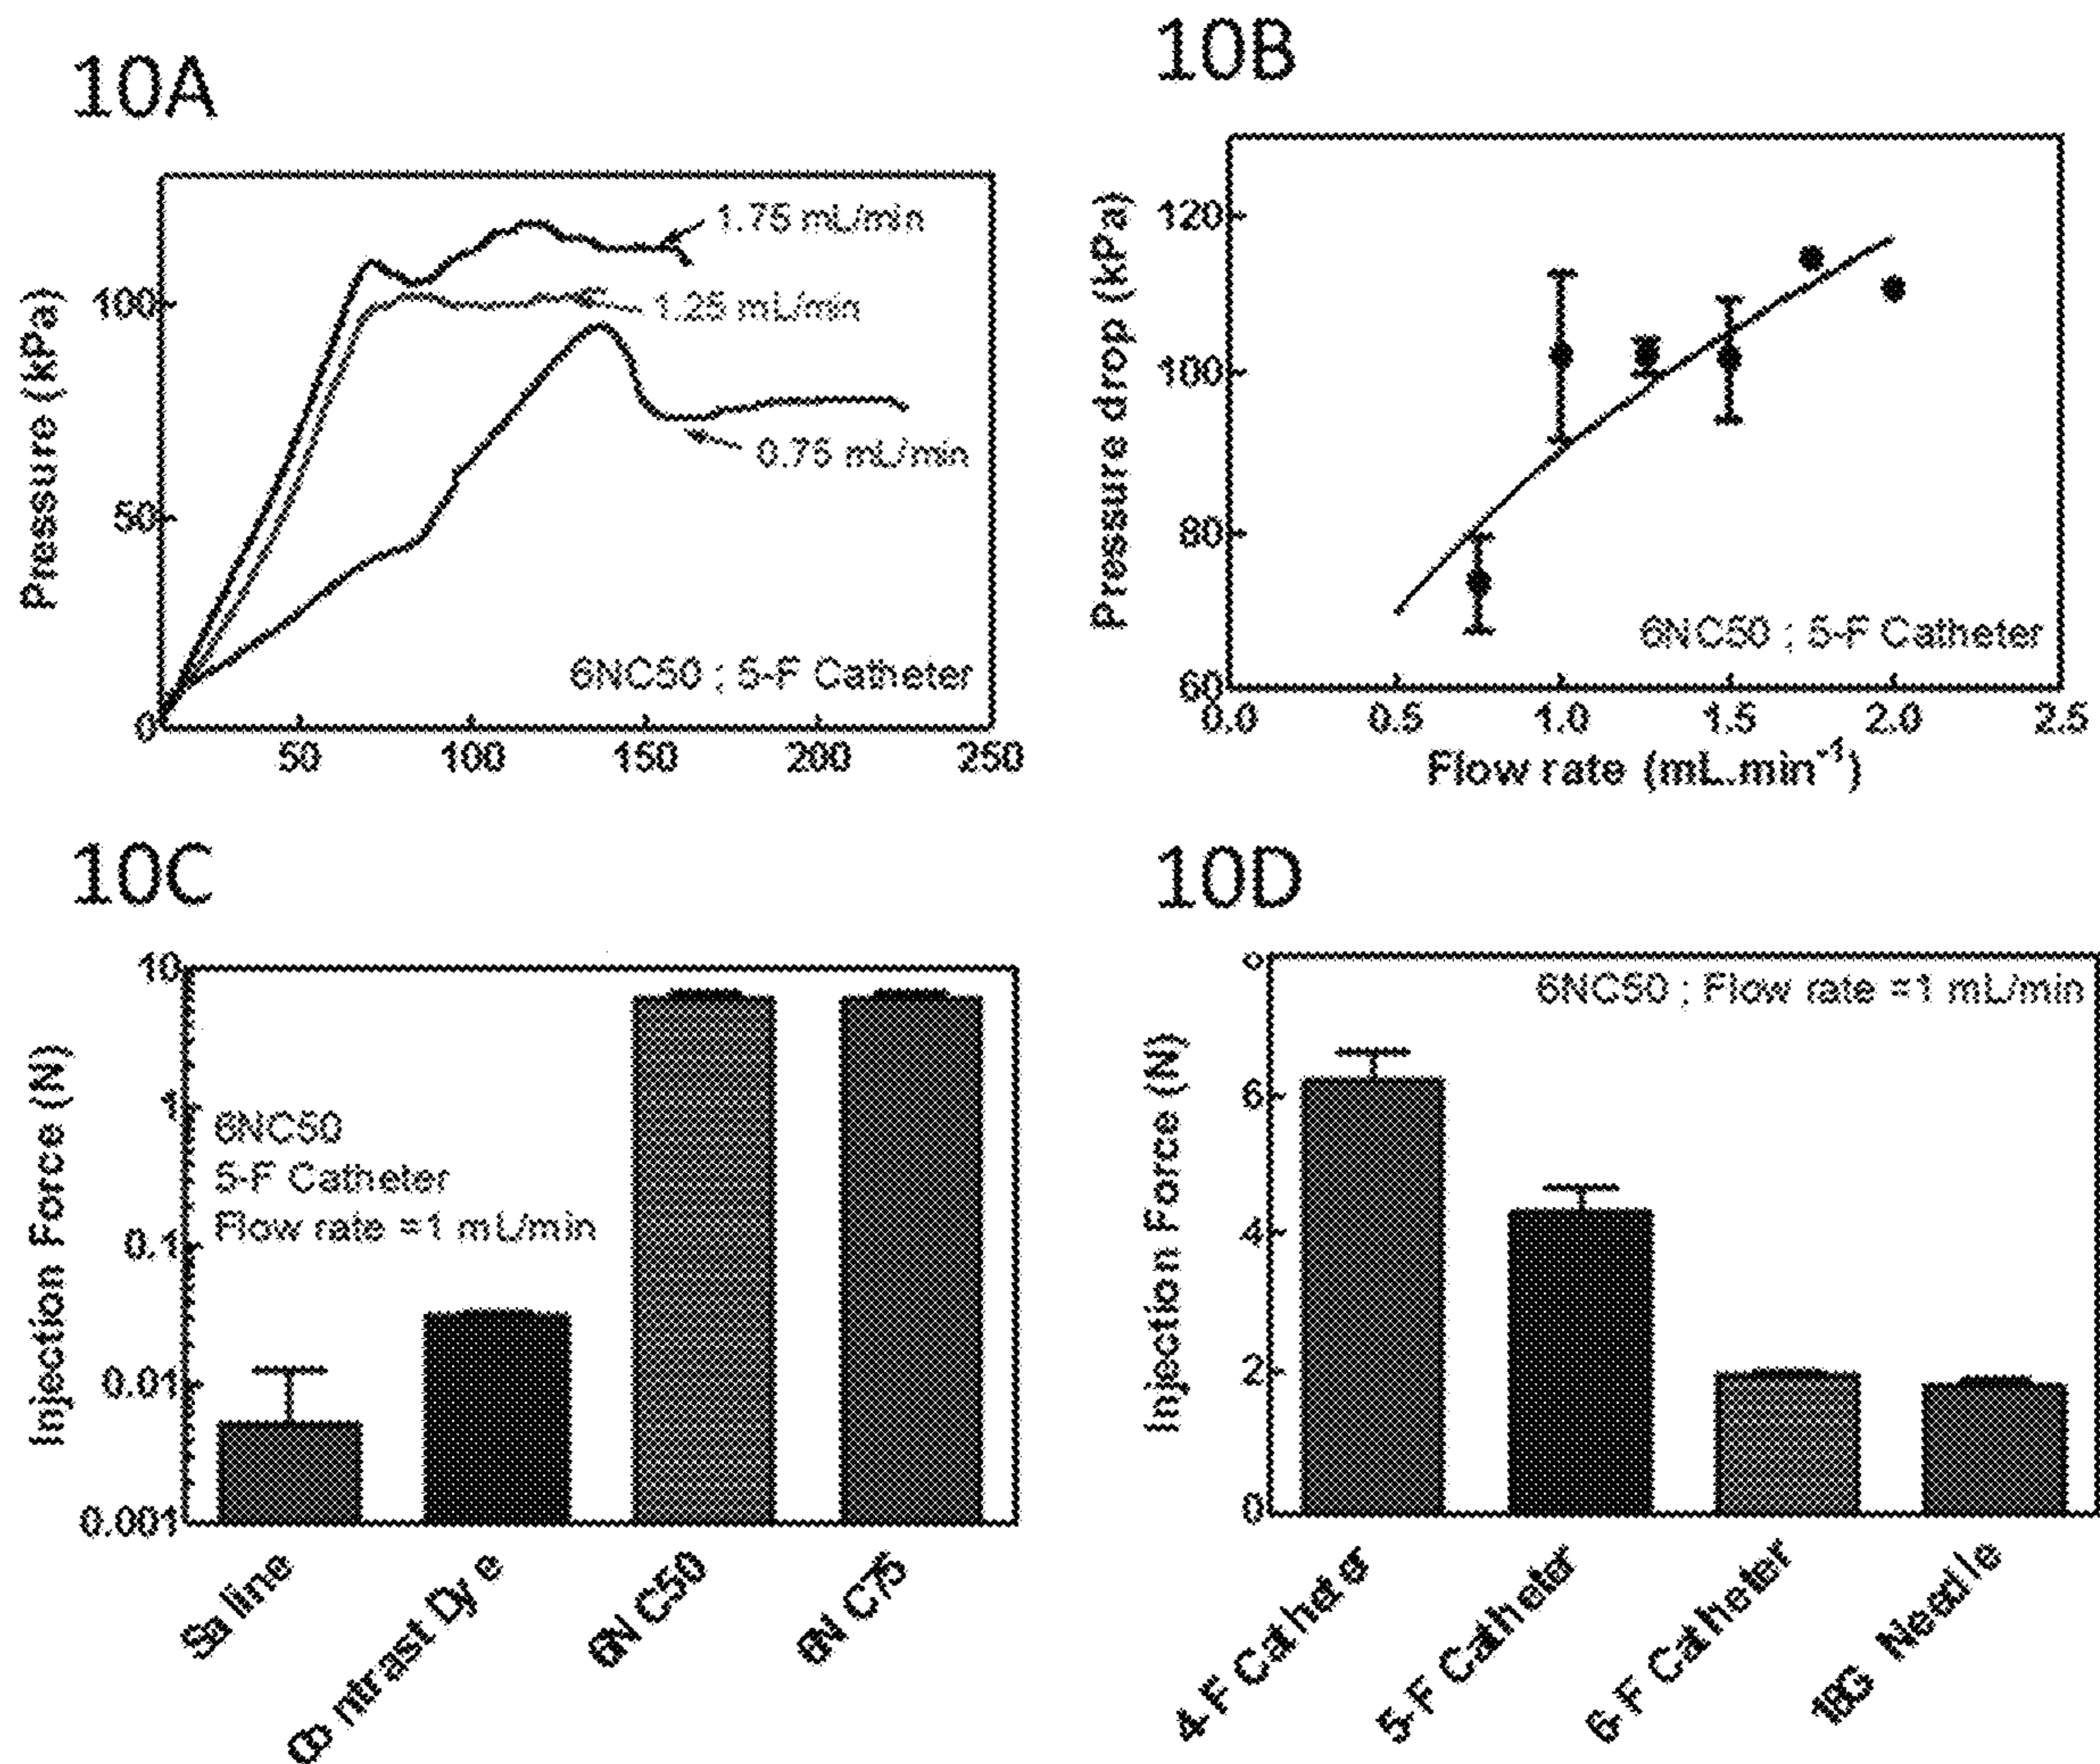 10A
Pressure (kPa)
100
50
0
1.75 mL/min
1.25 mL/min
0.75 mL/min
6NC50 ; 5-F Catheter
50 100 150 200 250
10B
Pressure drop (kPa)
120
100
80
60
6NC50 ; 5-F Catheter
0.0 0.5 1.0 1.5 2.0 2.5
Flow rate (mL.min⁻¹)
10C
Injection Force (N)
10
1
0.1
0.01
0.001
6NC50
5-F Catheter
Flow rate =1 mL/min
Saline
Contrast Dye
6NC50
6NC75
10D
Injection Force (N)
8
6
4
2
0
6NC50 ; Flow rate =1 mL/min
4-F Catheter
5-F Catheter
6-F Catheter
18G Needle